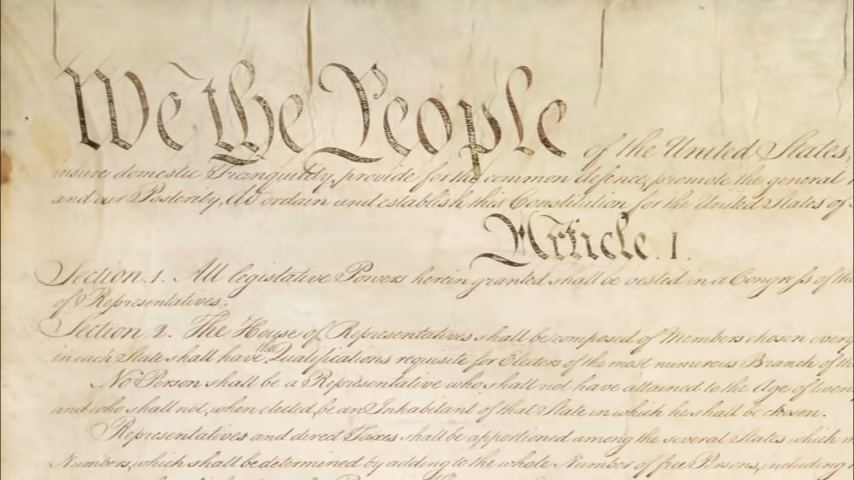 We the People of the United States,
insure domestic Tranquility, provide for the common defence, promote the general
and our Posterity, do ordain and establish this Constitution for the United States of
Article. I.
Section. 1. All legislative Powers herein granted shall be vested in a Congress of the
of Representatives.
Section. 2. The House of Representatives shall be composed of Members chosen every
in each State shall have the Qualifications requisite for Electors of the most numerous Branch of the
No Person shall be a Representative who shall not have attained to the Age of twen
and who shall not, when elected, be an Inhabitant of that State in which he shall be chosen.
Representatives and direct Taxes shall be apportioned among the several States which m
Numbers, which shall be determined by adding to the whole Number of free Persons, including